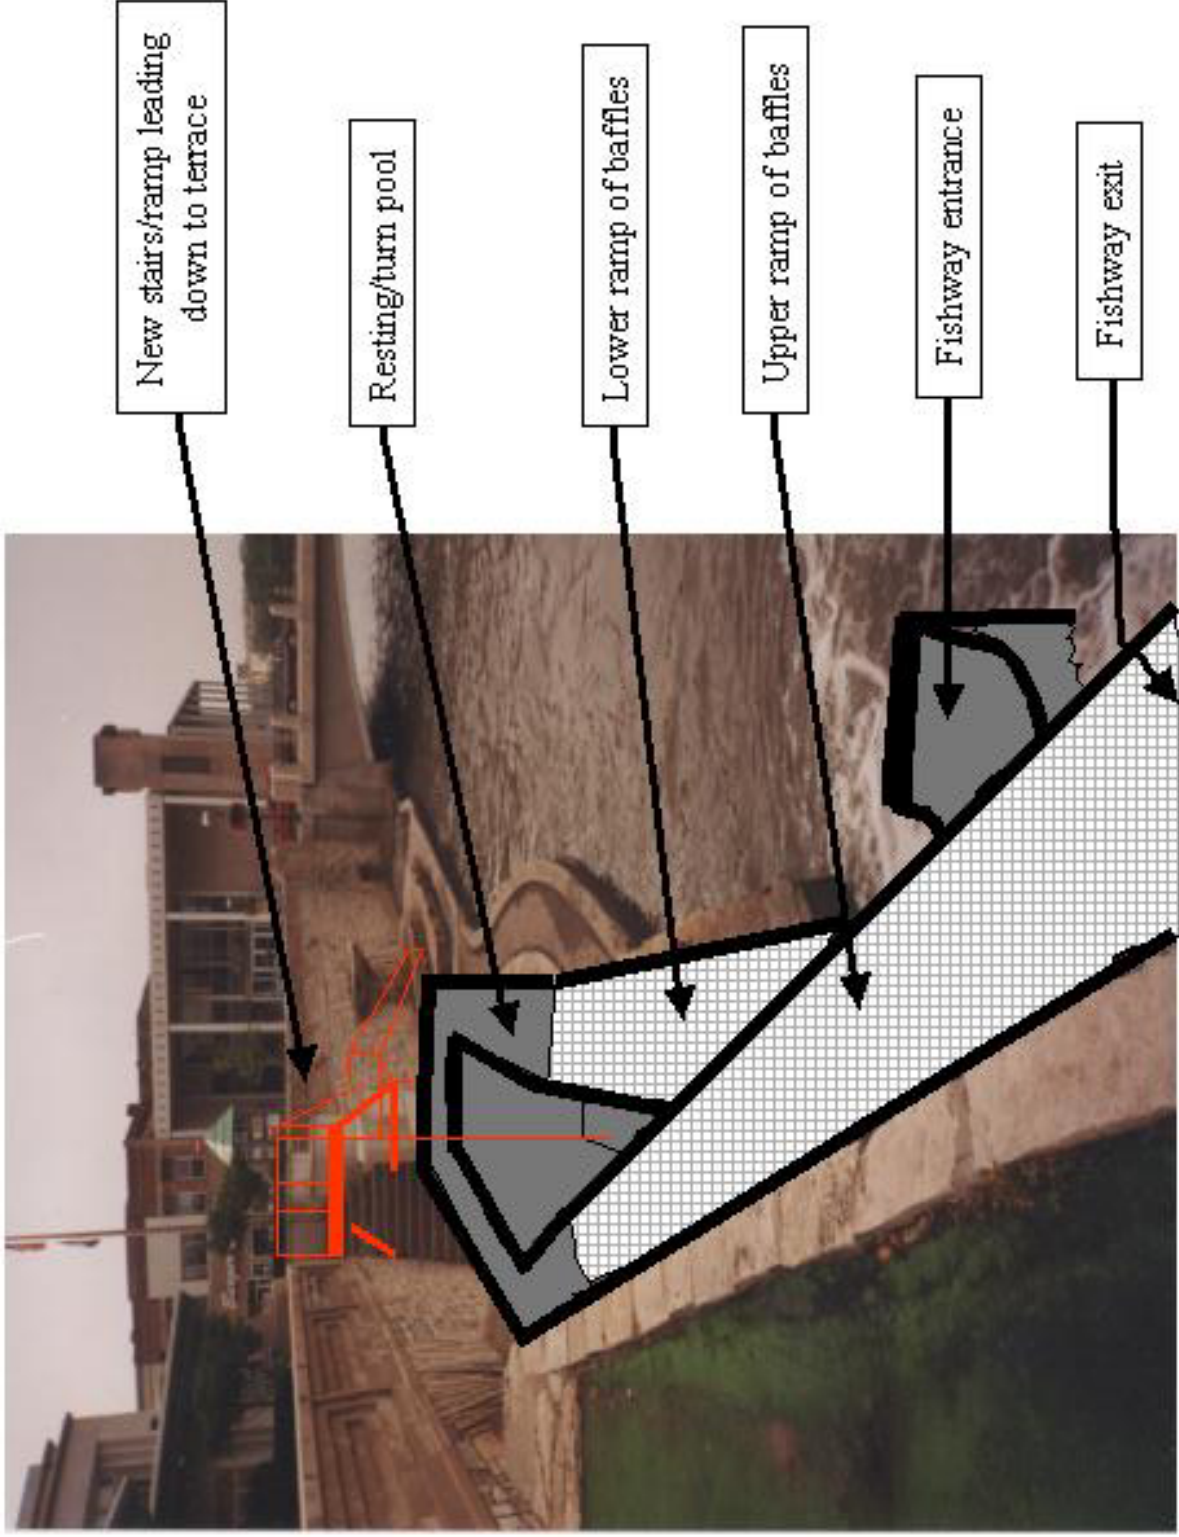 New stairs/ramp leading
down to terrace
Resting/turn pool
Lower ramp of baffles
Upper ramp of baffles
Fishway entrance
Fishway exit